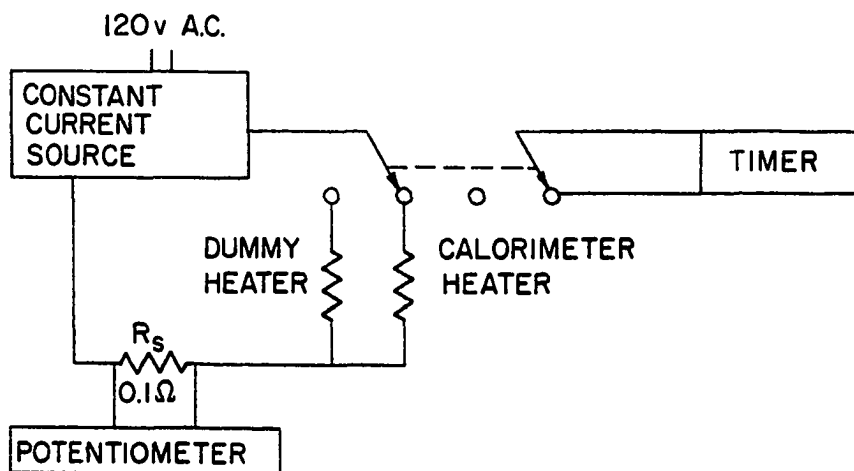 120v A.C.
CONSTANT
CURRENT
SOURCE
TIMER
DUMMY
HEATER
CALORIMETER
HEATER
Rs
0.1Ω
POTENTIOMETER